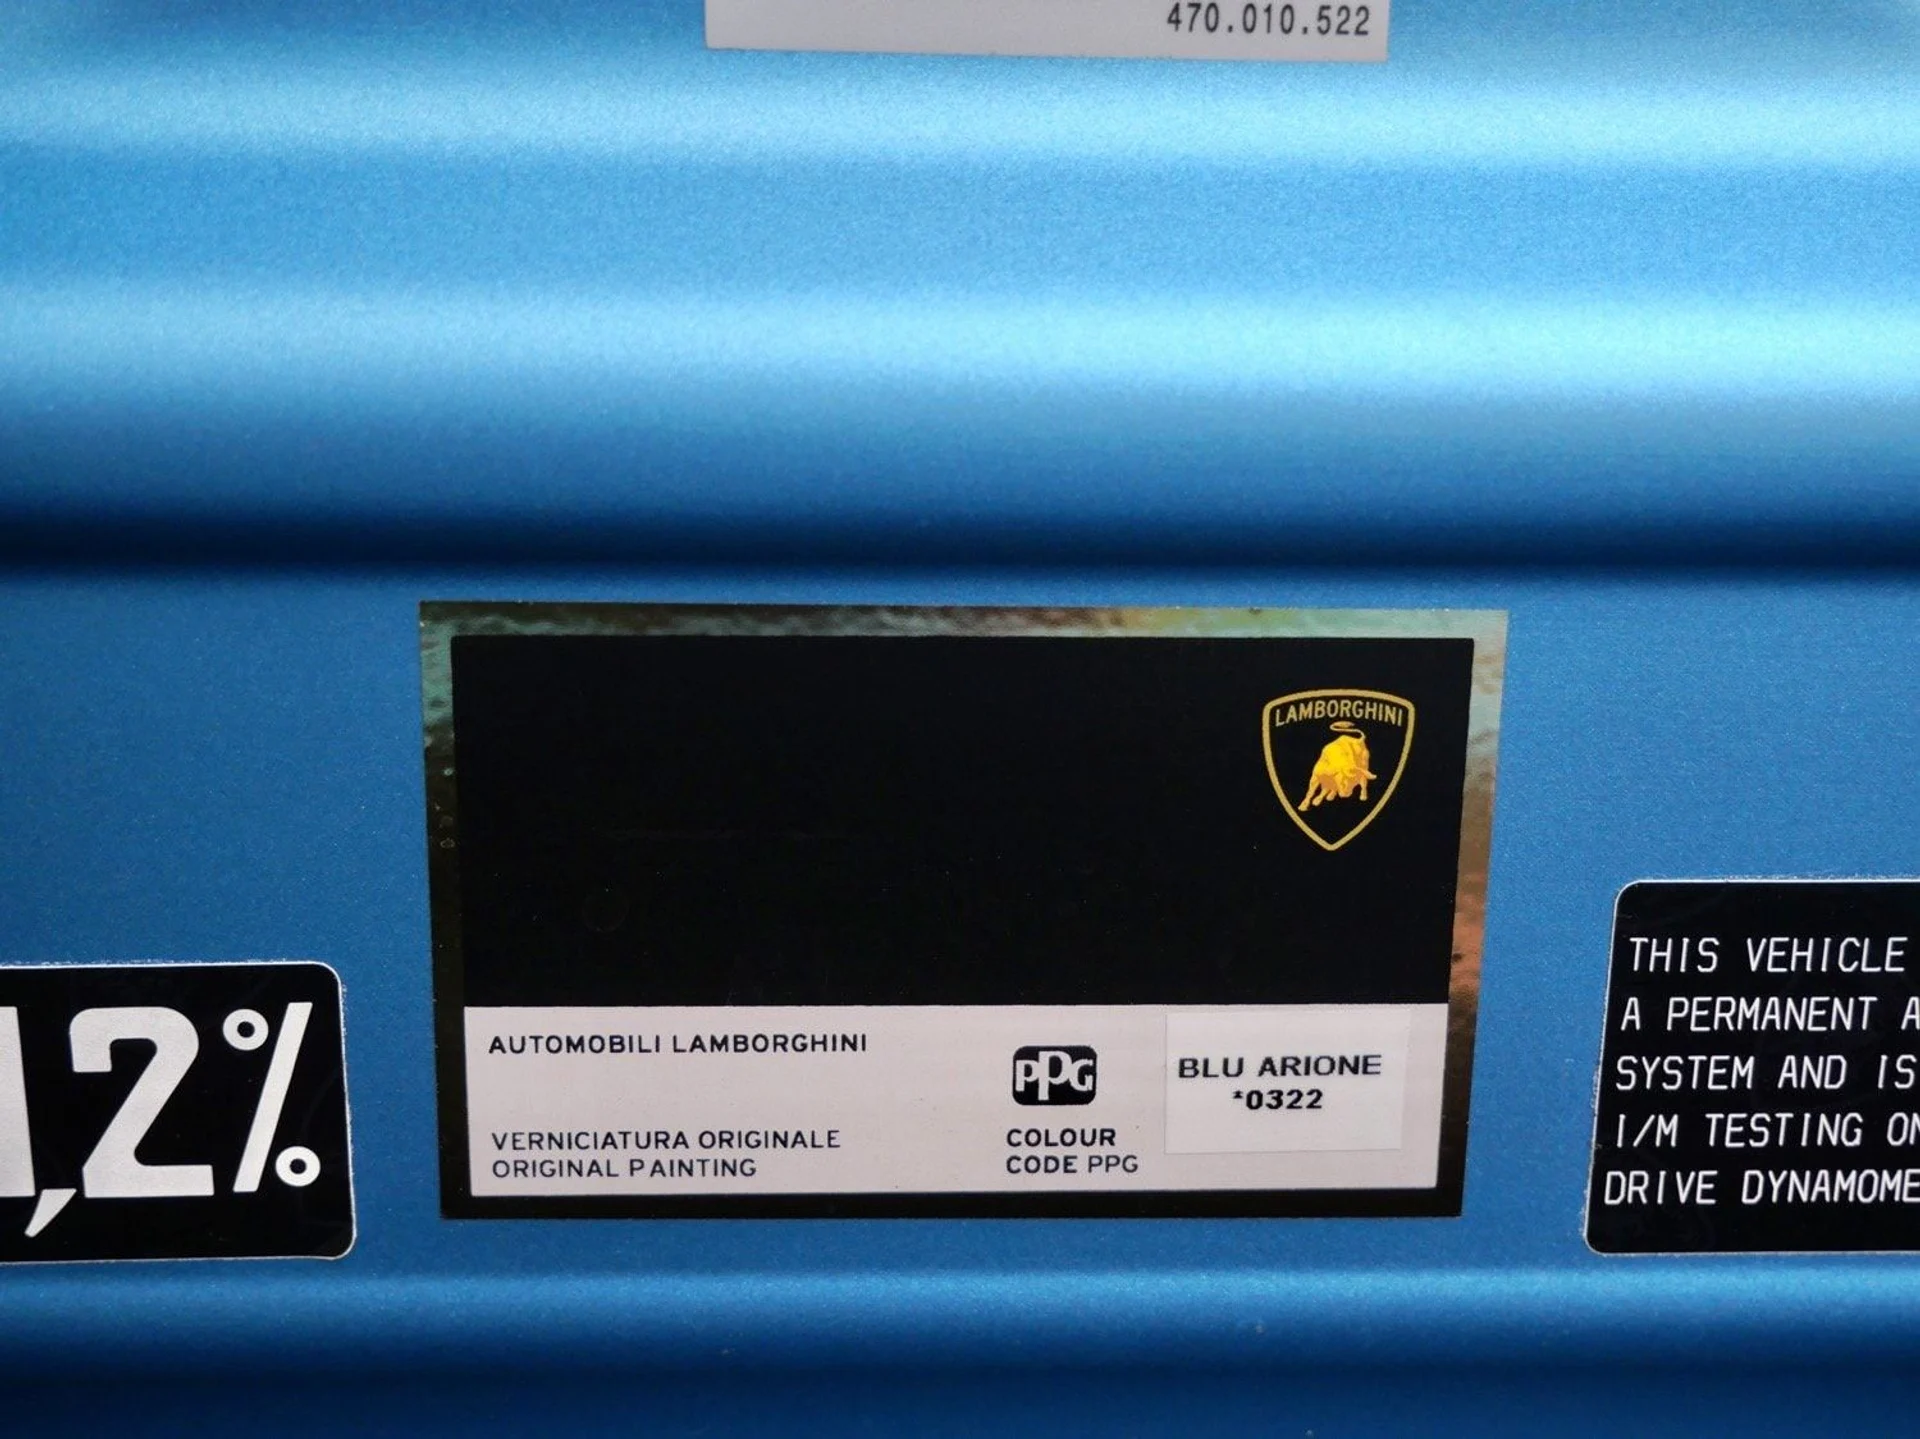 470.010.522
LAMBORGHINI
AUTOMOBILI LAMBORGHINI
VERNICIATURA ORIGINALE
ORIGINAL PAINTING
PPG
COLOUR
CODE PPG
BLU ARIONE
*0322
,2%
THIS VEHICLE
A PERMANENT A
SYSTEM AND IS
I/M TESTING ON
DRIVE DYNAMOME